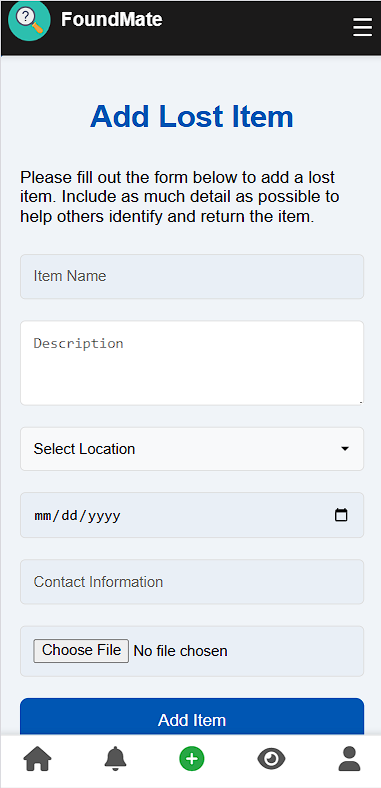 ?
FoundMate
Add Lost Item
Please fill out the form below to add a lost
item. Include as much detail as possible to
help others identify and return the item.
Item Name
Description
Select Location
mm/dd/yyyy
Contact Information
Choose File No file chosen
Add Item